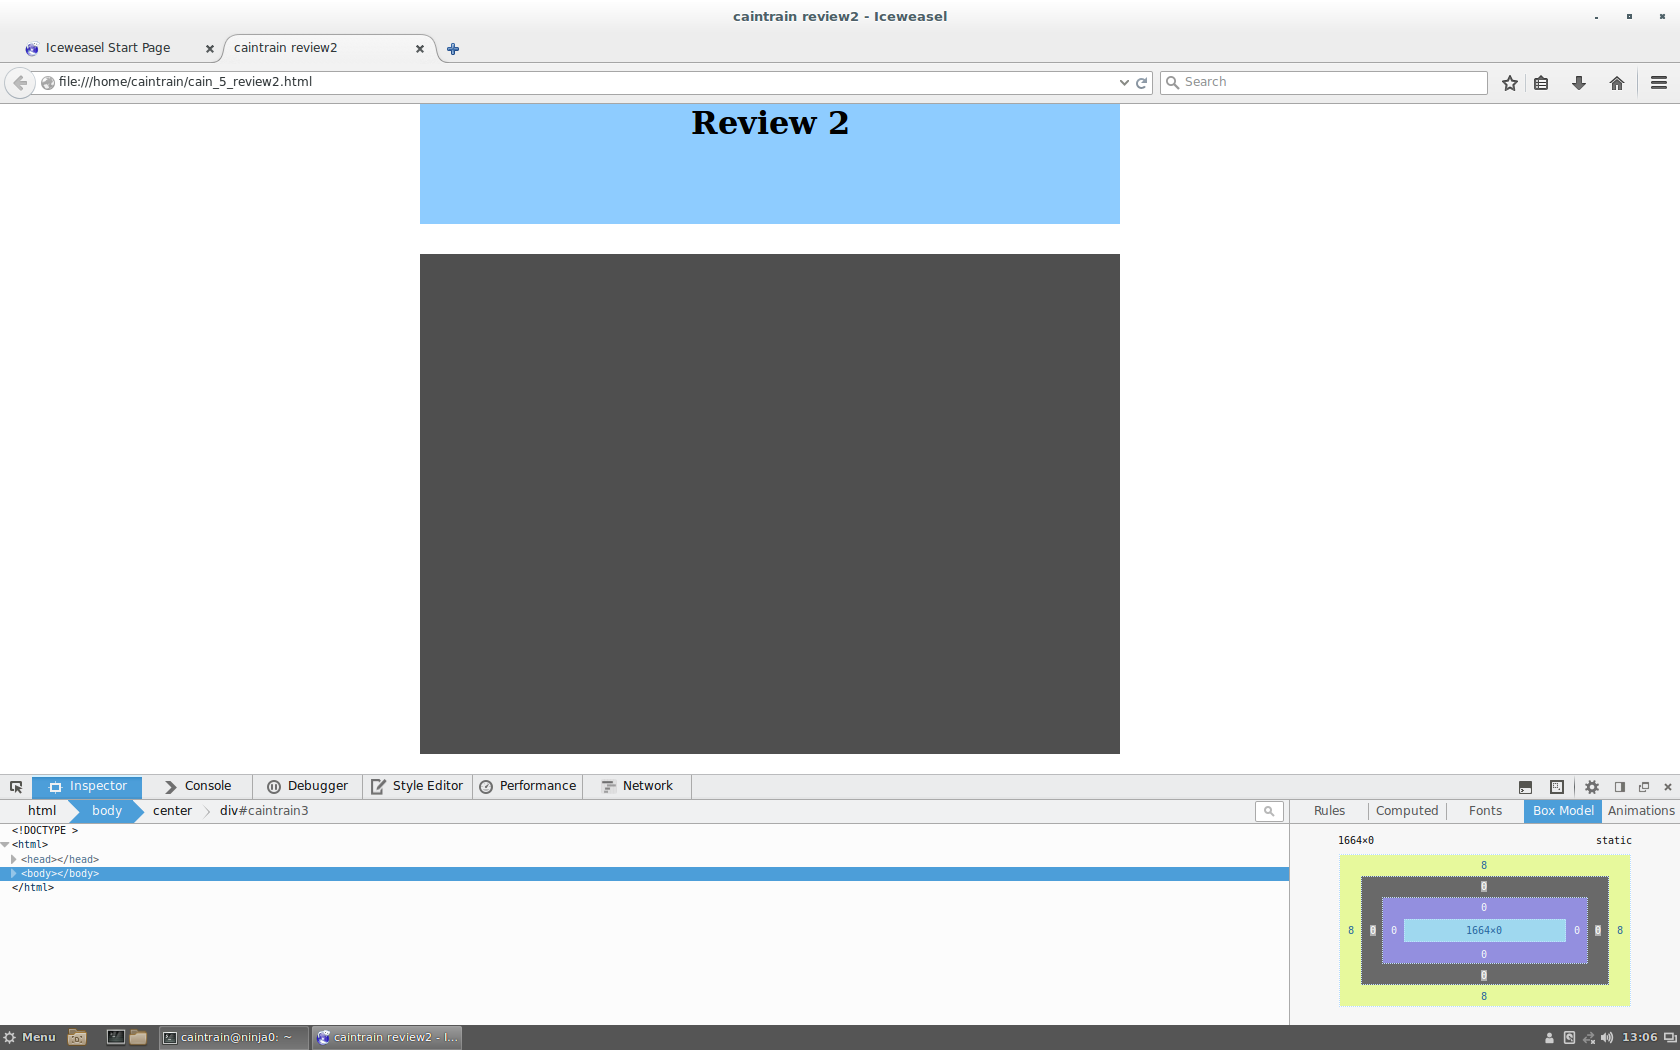 caintrain review2 - Iceweasel
Iceweasel Start Page
caintrain review2
file:///home/caintrain/cain_5_review2.html
Search
Review 2
Inspector
Console
Debugger
Style Editor
Performance
Network
html
body
center
div#caintrain3
Rules
Computed
Fonts
Box Model
Animations
<!DOCTYPE >
<html>
<head></head>
<body></body>
</html>
1664×0
static
8
0
0
8
0
0
1664×0
0
0
8
0
0
8
Menu
caintrain@ninja0: ~
caintrain review2 - I...
13:06